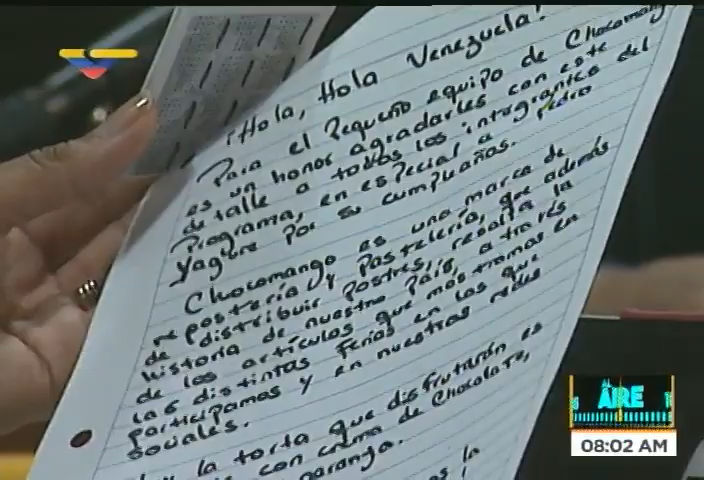 ¡Hola, Hola Venezuela!
Para el Pequeño equipo de Chocomango
es un honor agradarles con este
detalle a todos los integrantes del
Programa, en especial a Pedro
Yagure Por su cumpleaños.
Chocomango es una marca de
repostería y Pastelería, que además
de distribuir Postres, resalta la
historia de nuestro País, a través
de los artículos que mostramos en
las distintas Ferias en las que
participamos y en nuestras redes
sociales.
la torta que disfrutarán es
con crema de Chocolate,
naranja.
la
AL
AIRE
08:02 AM